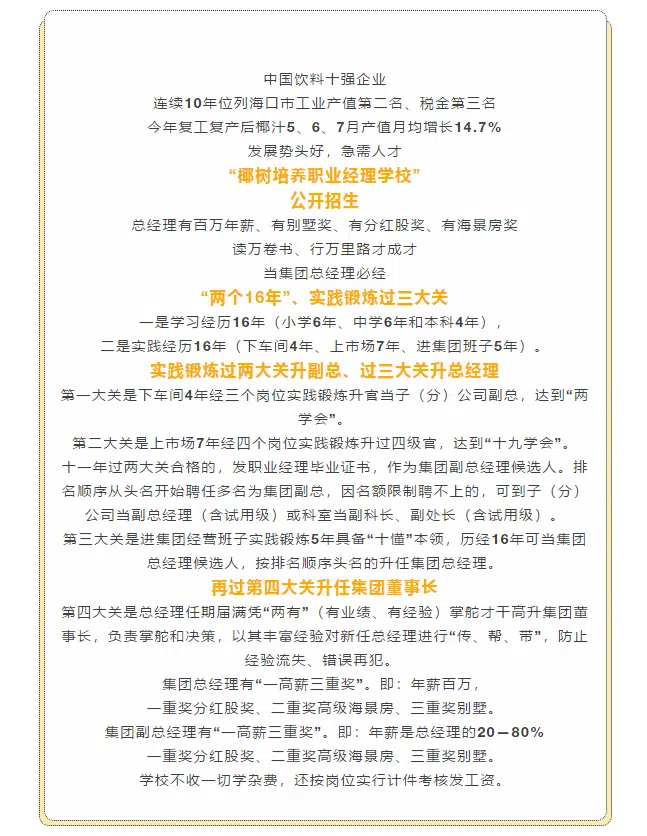 中国饮料十强企业
连续10年位列海口市工业产值第二名、税金第三名
今年复工复产后椰汁5、6、7月产值月均增长14.7%
发展势头好，急需人才
“椰树培养职业经理学校”
公开招生
总经理有百万年薪、有别墅奖、有分红股奖、有海景房奖
读万卷书、行万里路才成才
当集团总经理必经
“两个16年”、实践锻炼过三大关
一是学习经历16年（小学6年、中学6年和本科4年），
二是实践经历16年（下车间4年、上市场7年、进集团班子5年）。
实践锻炼过两大关升副总、过三大关升总经理
第一大关是下车间4年经三个岗位实践锻炼升官当子（分）公司副总，达到“两
学会”。
第二大关是上市场7年经四个岗位实践锻炼升过四级官，达到“十九学会”。
十一年过两大关合格的，发职业经理毕业证书，作为集团副总经理候选人。排
名顺序从头名开始聘任多名为集团副总，因名额限制聘不上的，可到子（分）
公司当副总经理（含试用级）或科室当副科长、副处长（含试用级）。
第三大关是进集团经营班子实践锻炼5年具备“十懂”本领，历经16年可当集团
总经理候选人，按排名顺序头名的升任集团总经理。
再过第四大关升任集团董事长
第四大关是总经理任期届满凭“两有”（有业绩、有经验）掌舵才干高升集团董
事长，负责掌舵和决策，以其丰富经验对新任总经理进行“传、帮、带”，防止
经验流失、错误再犯。
集团总经理有“一高薪三重奖”。即：年薪百万，
一重奖分红股奖、二重奖高级海景房、三重奖别墅。
集团副总经理有“一高薪三重奖”。即：年薪是总经理的20—80%
一重奖分红股奖、二重奖高级海景房、三重奖别墅。
学校不收一切学杂费，还按岗位实行计件考核发工资。